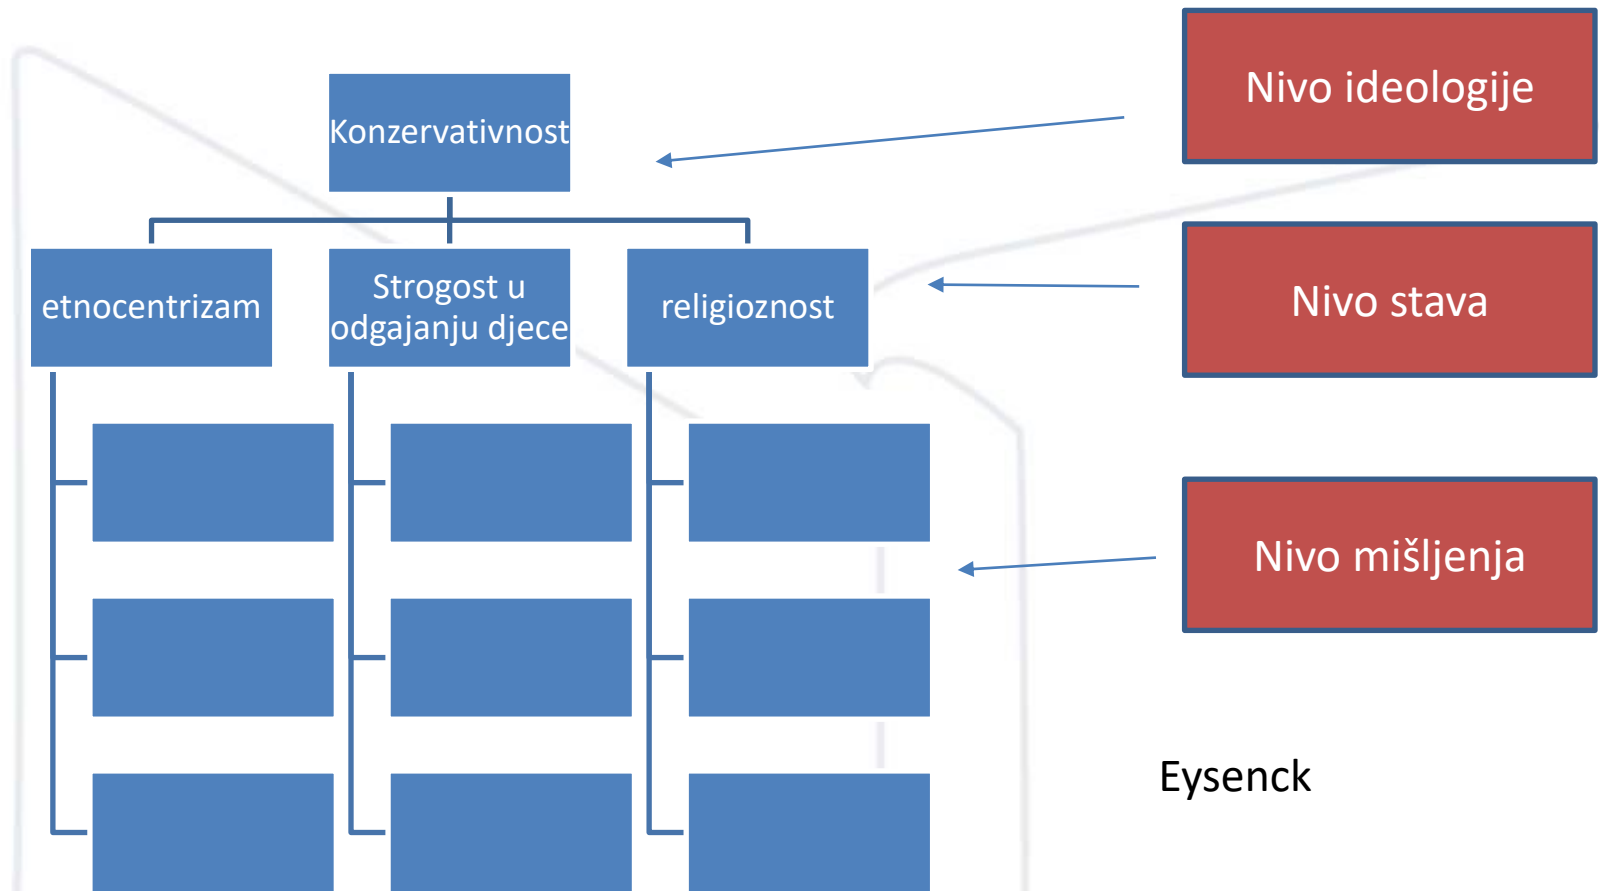 Nivo ideologije
Konzervativnost
etnocentrizam
Strogost u
odgajanju djece
religioznost
Nivo stava
Nivo mišljenja
Eysenck